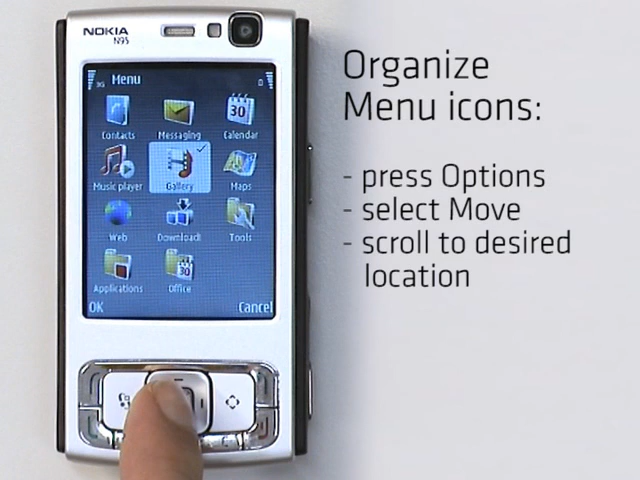 NOKIA
N95
3G Menu
Contacts Messaging Calendar
30
Music player Gallery Maps
Web Download! Tools
30
Applications Office
OK Cancel
Organize
Menu icons:
- press Options
- select Move
- scroll to desired
location